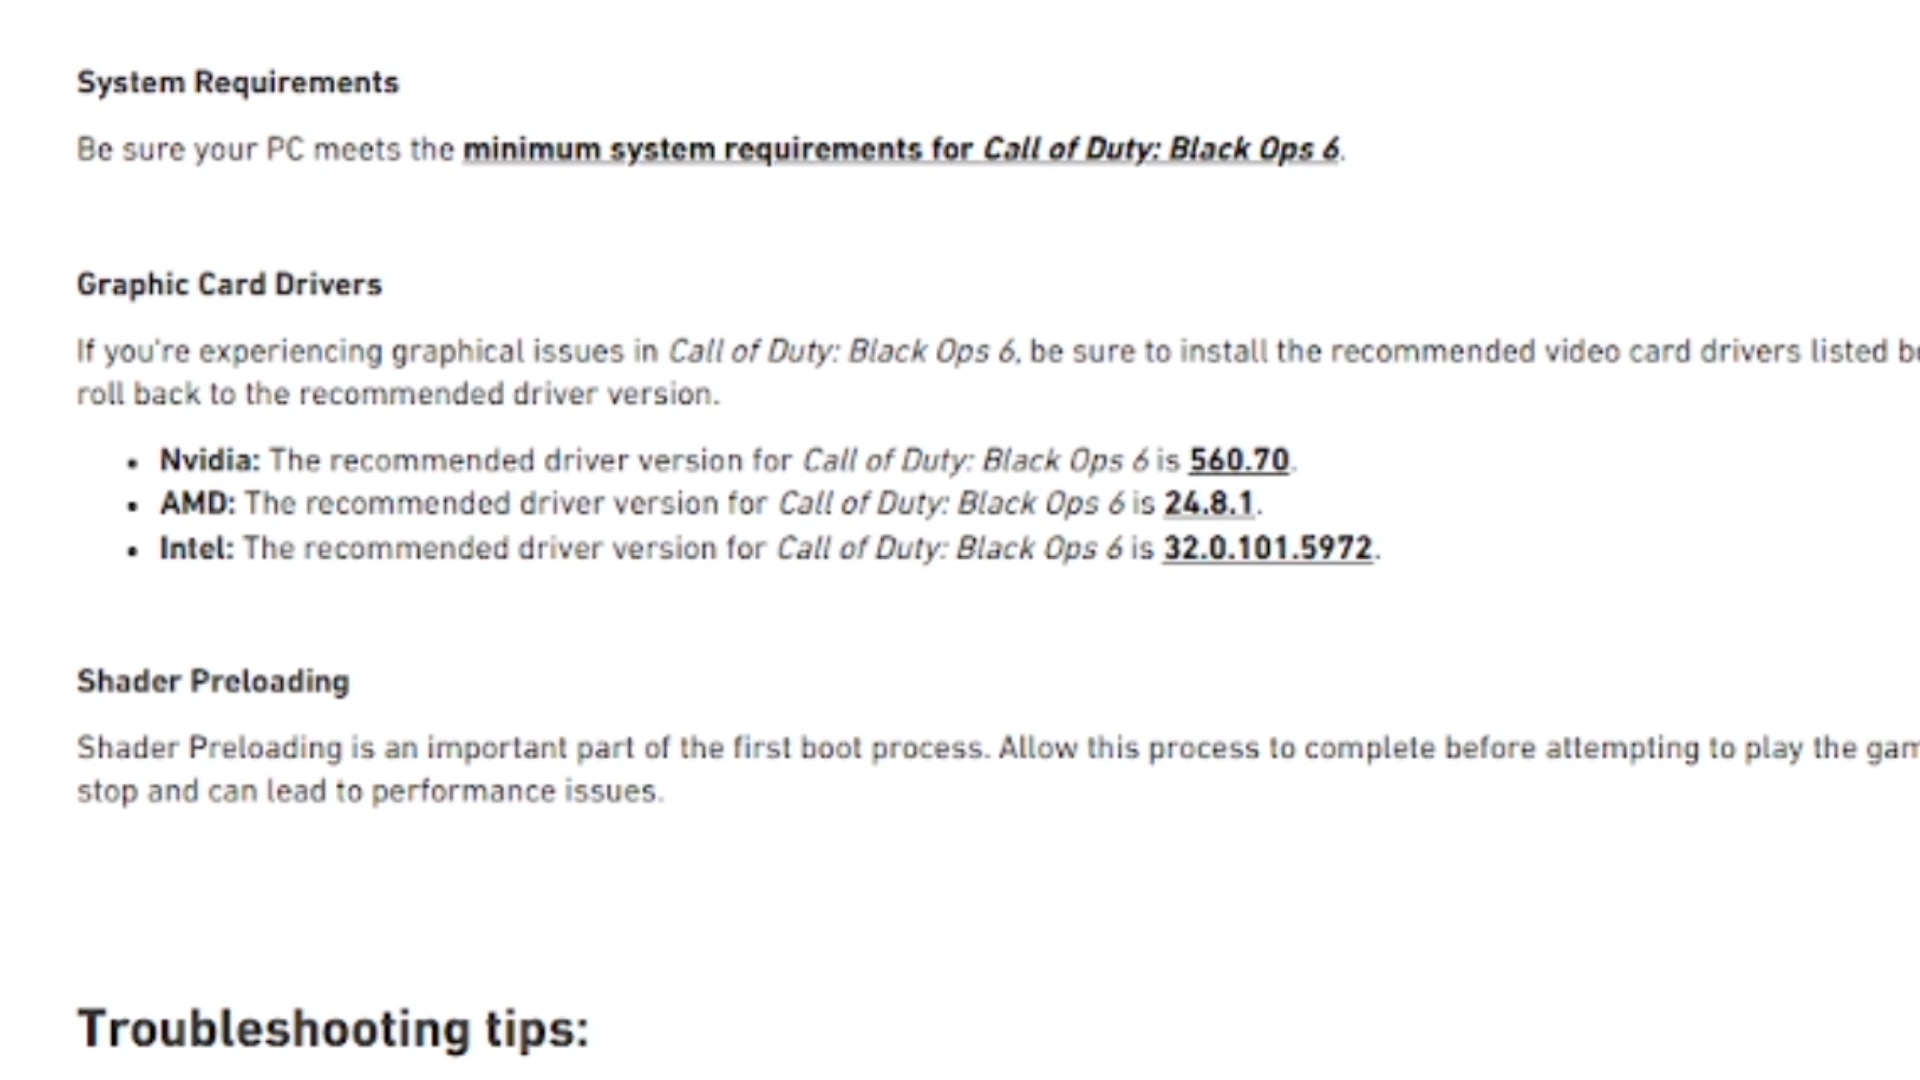 System Requirements
Be sure your PC meets the minimum system requirements for Call of Duty: Black Ops 6.
Graphic Card Drivers
If you're experiencing graphical issues in Call of Duty: Black Ops 6, be sure to install the recommended video card drivers listed
roll back to the recommended driver version.
• Nvidia: The recommended driver version for Call of Duty: Black Ops 6 is 560.70.
• AMD: The recommended driver version for Call of Duty: Black Ops 6 is 24.8.1.
• Intel: The recommended driver version for Call of Duty: Black Ops 6 is 32.0.101.5972.
Shader Preloading
Shader Preloading is an important part of the first boot process. Allow this process to complete before attempting to play the
stop and can lead to performance issues.
Troubleshooting tips: